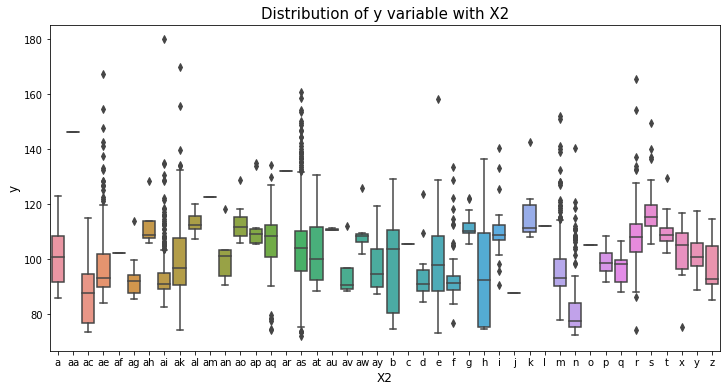 Distribution of y variable with X2
180
160
140
120
100
80
y
a aa ac ae af ag ah ai ak al am an ao ap aq ar as at au av aw ay b c d e f g h i j k l m n o p q r s t x y z
X2